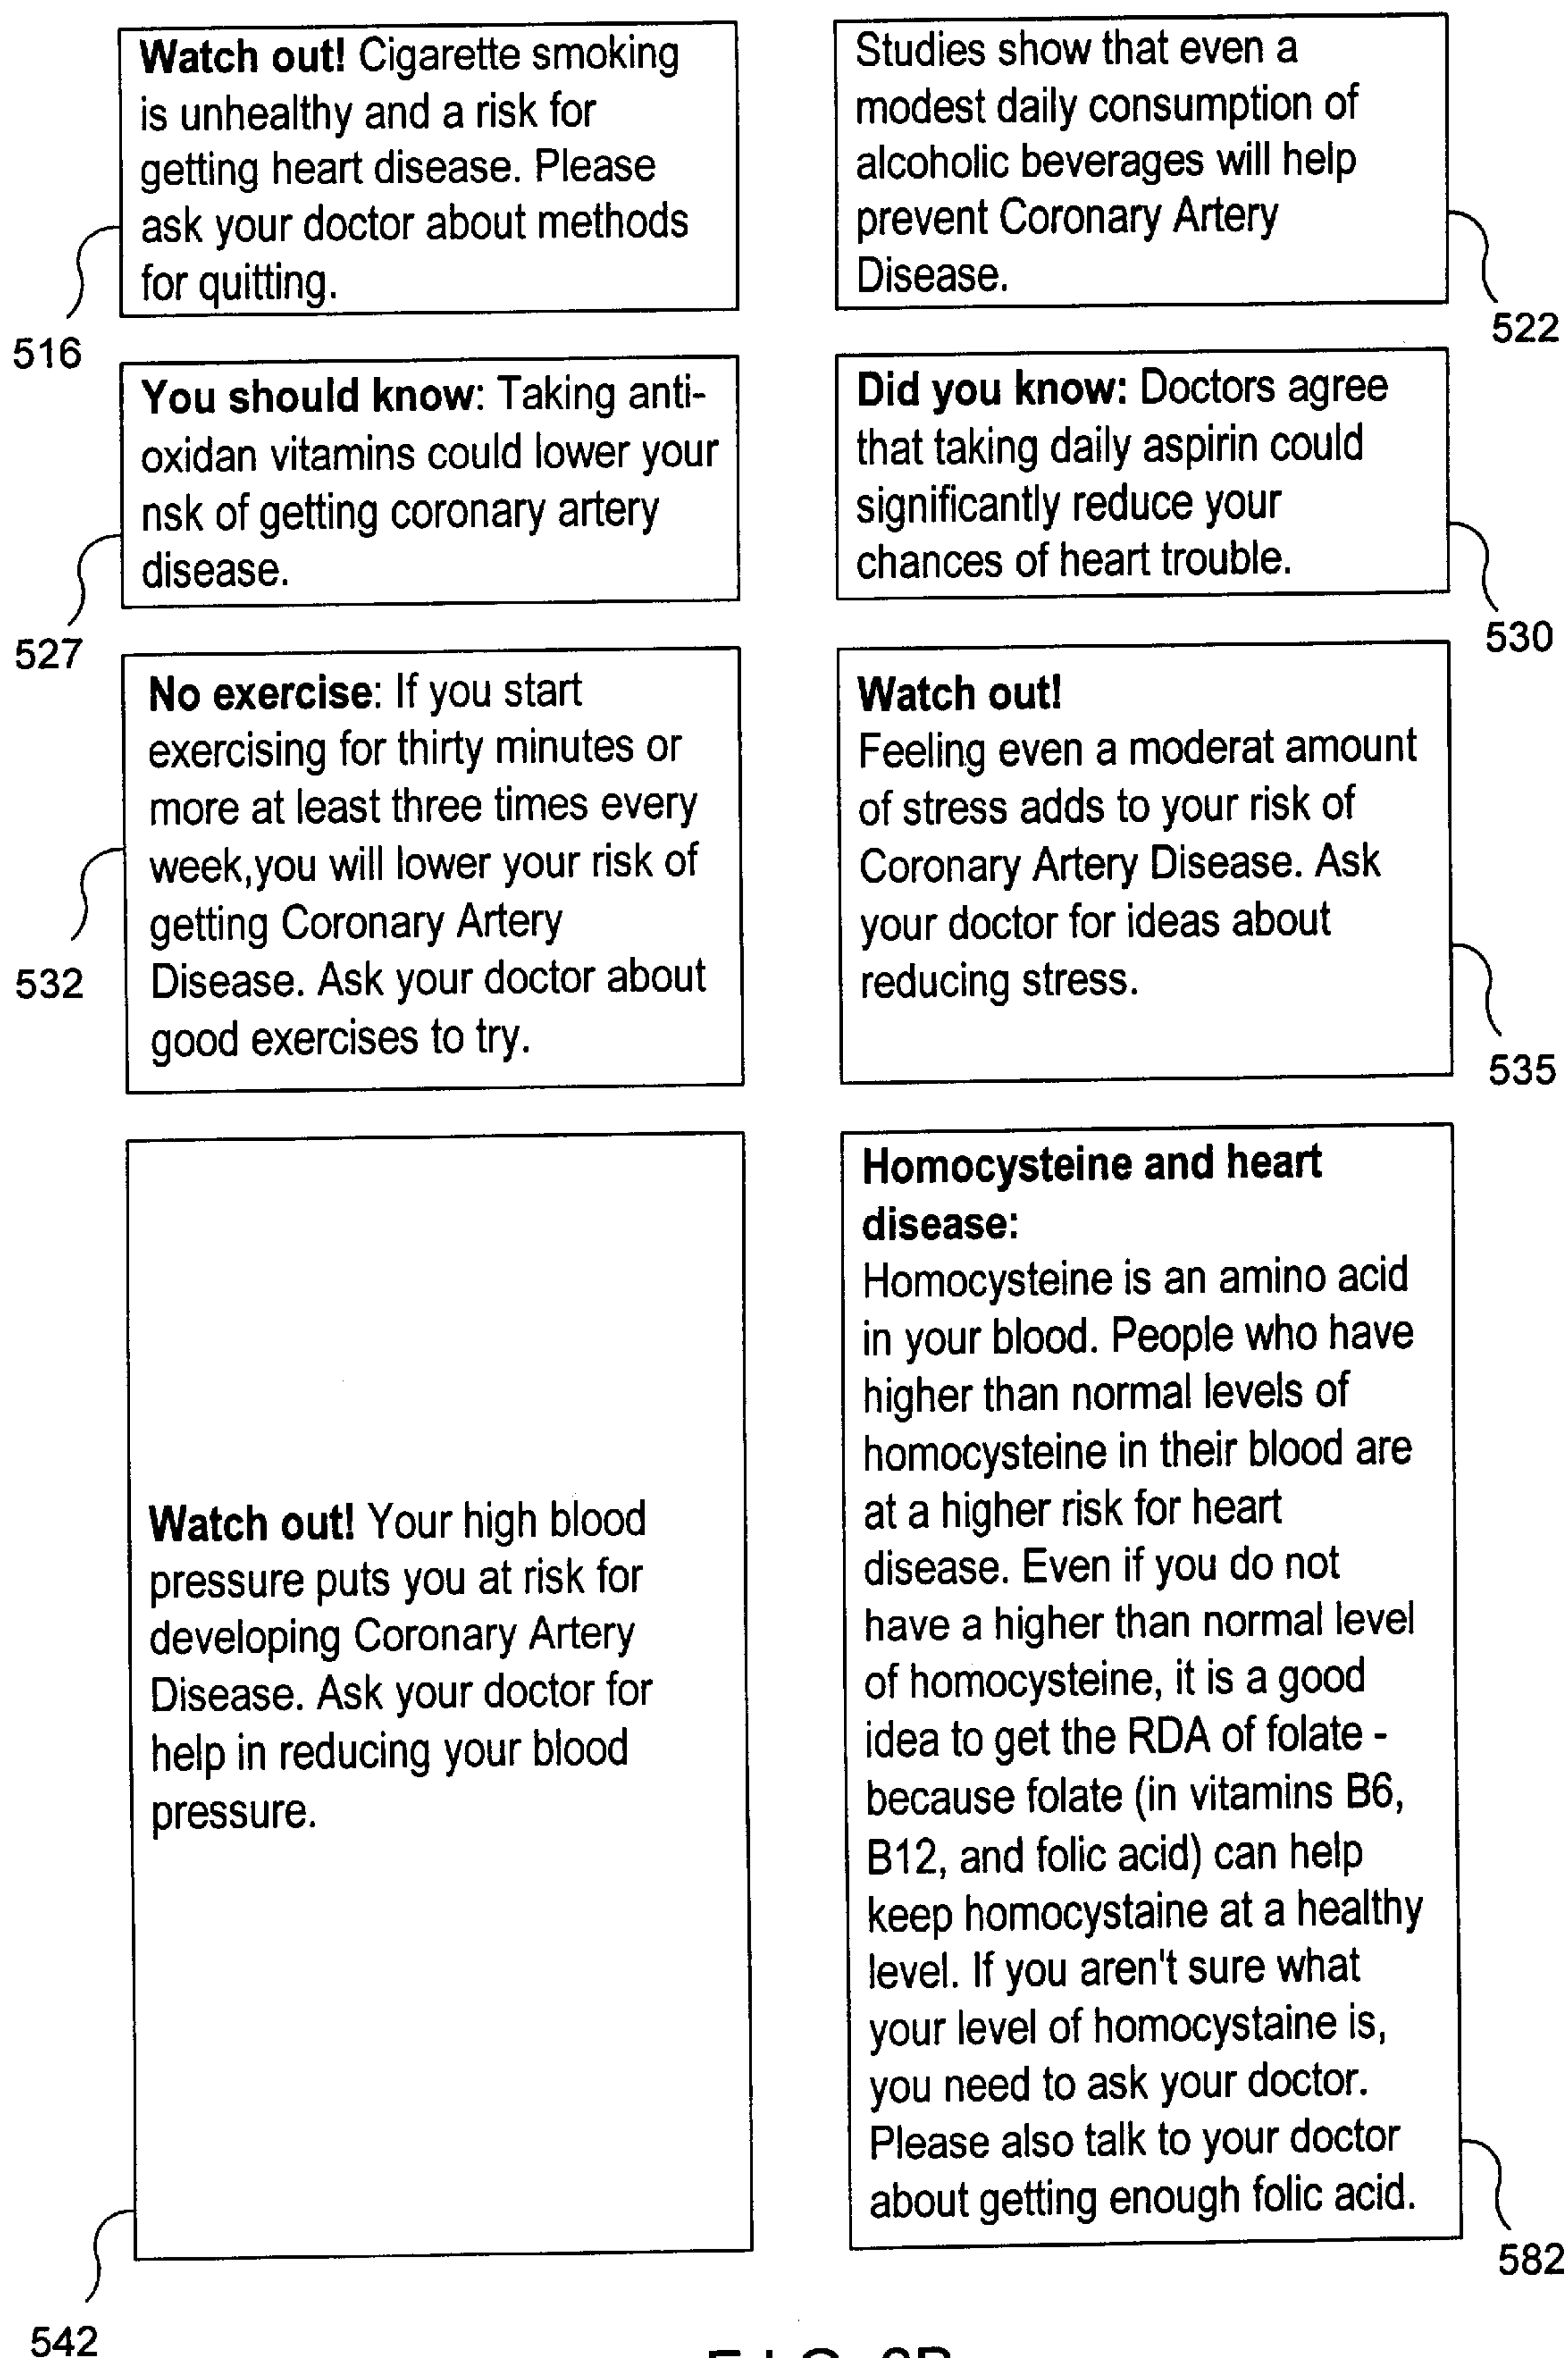 Watch out! Cigarette smoking
is unhealthy and a risk for
getting heart disease. Please
ask your doctor about methods
for quitting.
516
Studies show that even a
modest daily consumption of
alcoholic beverages will help
prevent Coronary Artery
Disease.
522
You should know: Taking anti-
oxidan vitamins could lower your
nsk of getting coronary artery
disease.
527
Did you know: Doctors agree
that taking daily aspirin could
significantly reduce your
chances of heart trouble.
530
No exercise: If you start
exercising for thirty minutes or
more at least three times every
week,you will lower your risk of
getting Coronary Artery
Disease. Ask your doctor about
good exercises to try.
532
Watch out!
Feeling even a moderat amount
of stress adds to your risk of
Coronary Artery Disease. Ask
your doctor for ideas about
reducing stress.
535
Watch out! Your high blood
pressure puts you at risk for
developing Coronary Artery
Disease. Ask your doctor for
help in reducing your blood
pressure.
542
Homocysteine and heart
disease:
Homocysteine is an amino acid
in your blood. People who have
higher than normal levels of
homocysteine in their blood are
at a higher risk for heart
disease. Even if you do not
have a higher than normal level
of homocysteine, it is a good
idea to get the RDA of folate -
because folate (in vitamins B6,
B12, and folic acid) can help
keep homocystaine at a healthy
level. If you aren't sure what
your level of homocystaine is,
you need to ask your doctor.
Please also talk to your doctor
about getting enough folic acid.
582